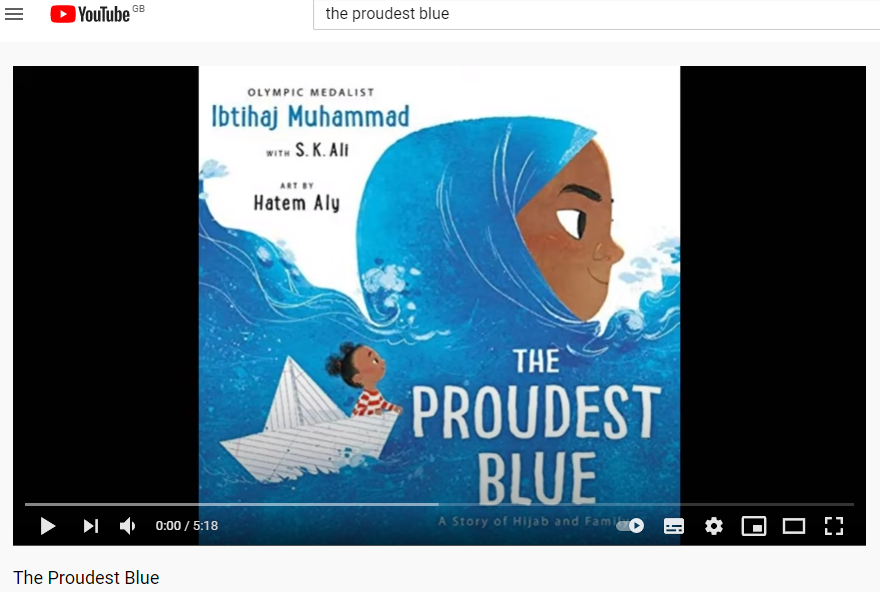 YouTube GB
the proudest blue
OLYMPIC MEDALIST
Ibtihaj Muhammad
WITH S. K. Ali
ART BY
Hatem Aly
THE
PROUDEST
BLUE
A Story of Hijab and Family
0:00 / 5:18
The Proudest Blue